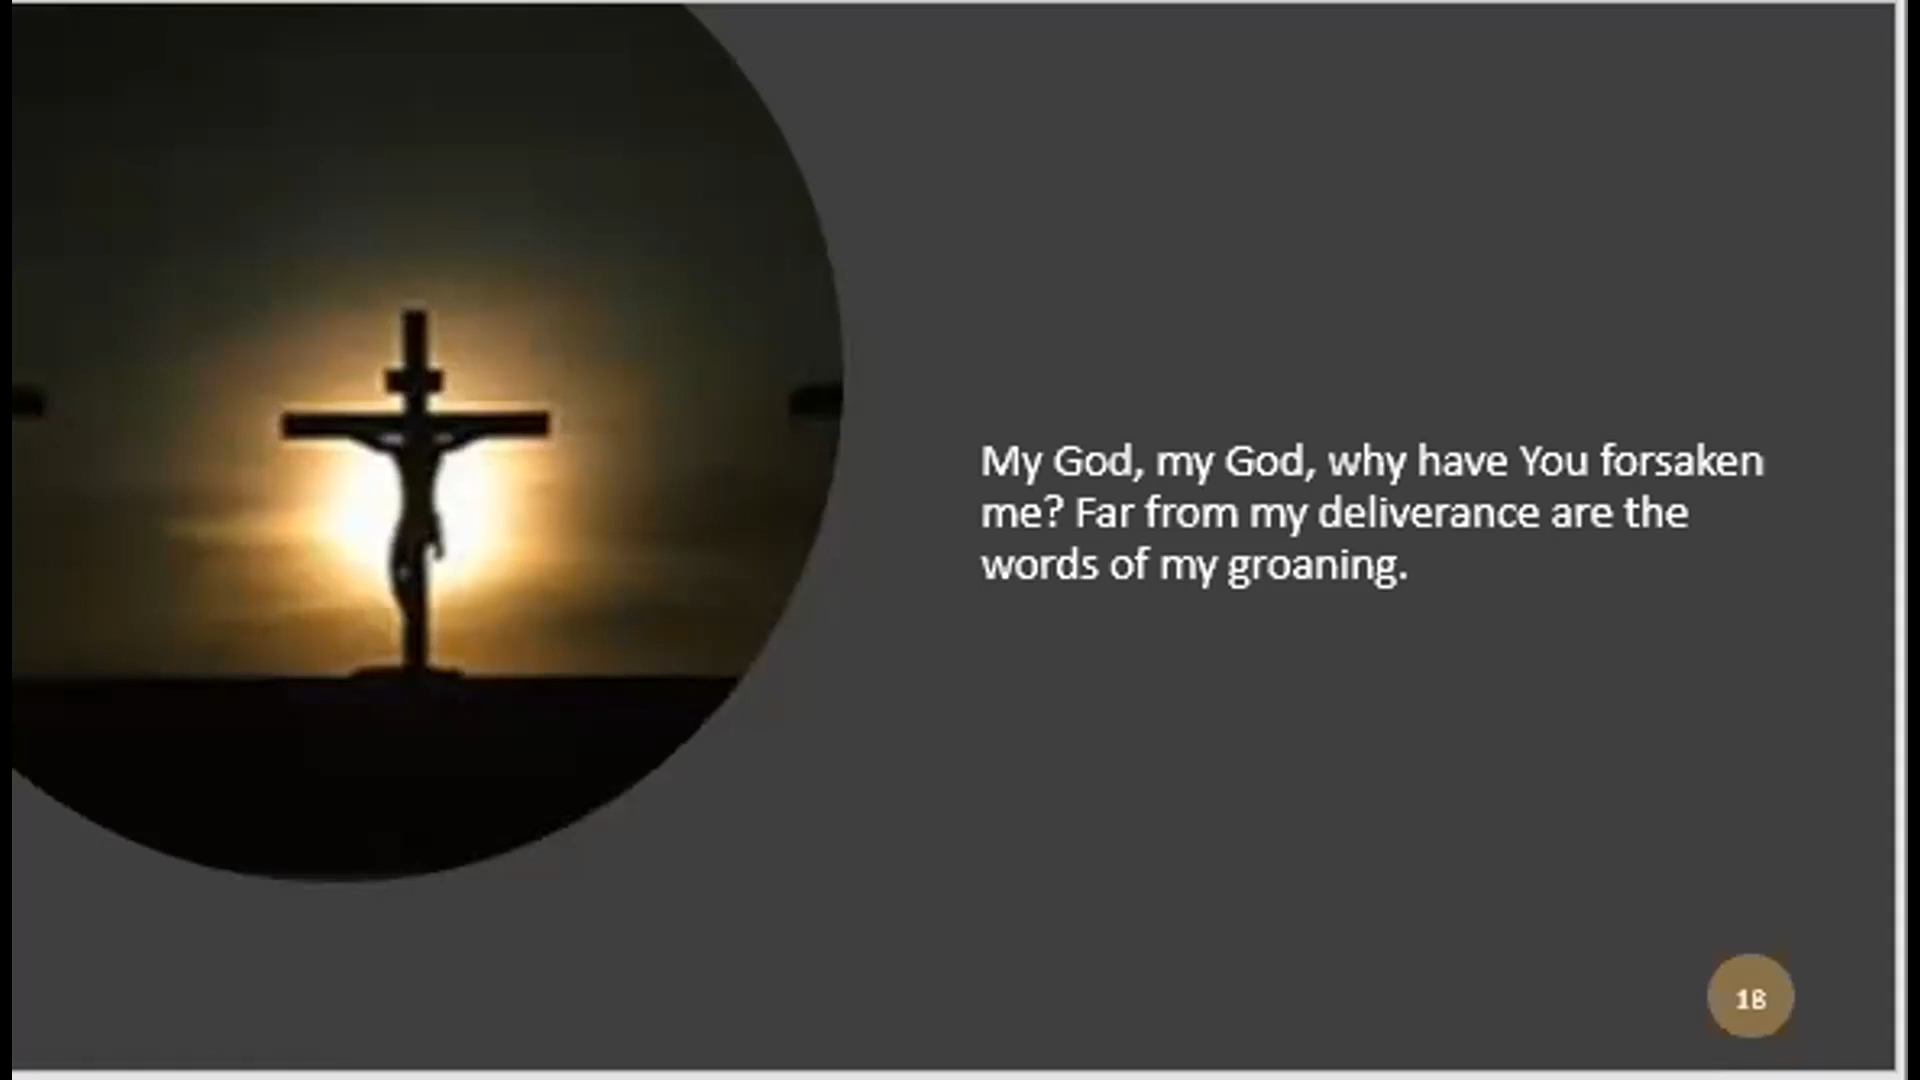 My God, my God, why have You forsaken
me? Far from my deliverance are the
words of my groaning.
18